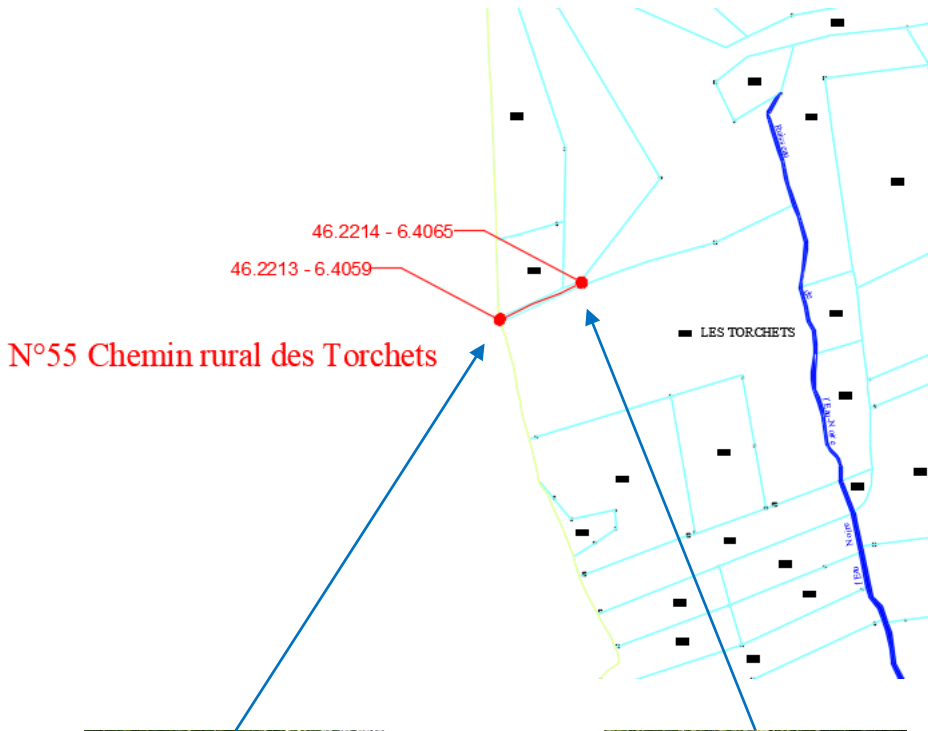 46.2214 - 6.4065
46.2213 - 6.4059
N°55 Chemin rural des Torchets
LES TORCHETS